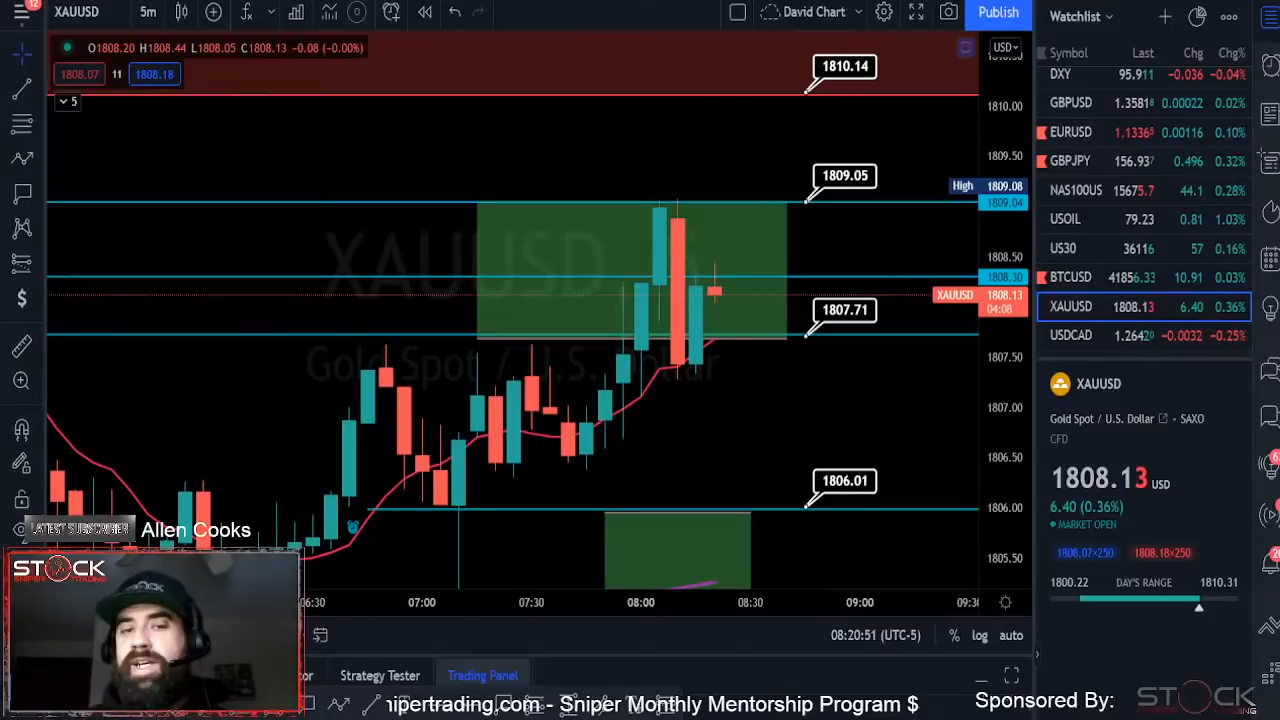 12
XAUUSD
5m
David Chart
Publish
O1808.20 H1808.44 L1808.05 C1808.13 -0.08 (-0.00%)
1808.07
11
1808.18
5
USD
1810.14
1810.00
1809.50
1809.05
High 1809.08
1809.04
1808.50
1808.30
XAUUSD 1808.13
04:08
1807.71
1807.50
1807.00
1806.50
1806.01
1806.00
1805.50
XAUUSD
Gold Spot / U.S. Dollar
06:30
07:00
07:30
08:00
08:30
09:00
09:30
08:20:51 (UTC-5)
%
log
auto
Strategy Tester
Trading Panel
Watchlist
Symbol Last Chg Chg%
DXY 95.911 -0.036 -0.04%
GBPUSD 1.35818 0.00022 0.02%
EURUSD 1.13365 0.00116 0.10%
GBPJPY 156.937 0.496 0.32%
NAS100US 15675.7 44.1 0.28%
USOIL 79.23 0.81 1.03%
US30 36116 57 0.16%
BTCUSD 41856.33 10.91 0.03%
XAUUSD 1808.13 6.40 0.36%
USDCAD 1.26420 -0.0032 -0.25%
XAUUSD
Gold Spot / U.S. Dollar SAXO
CFD
1808.13 USD
6.40 (0.36%)
MARKET OPEN
1808.07×250 1808.18×250
1800.22 DAY'S RANGE 1810.31
LATEST SUBSCRIBER
Allen Cooks
STOCK
SNIPER TRADING
nipertrading.com - Sniper Monthly Mentorship Program $
Sponsored By:
STOCK
SNIPER TRADING